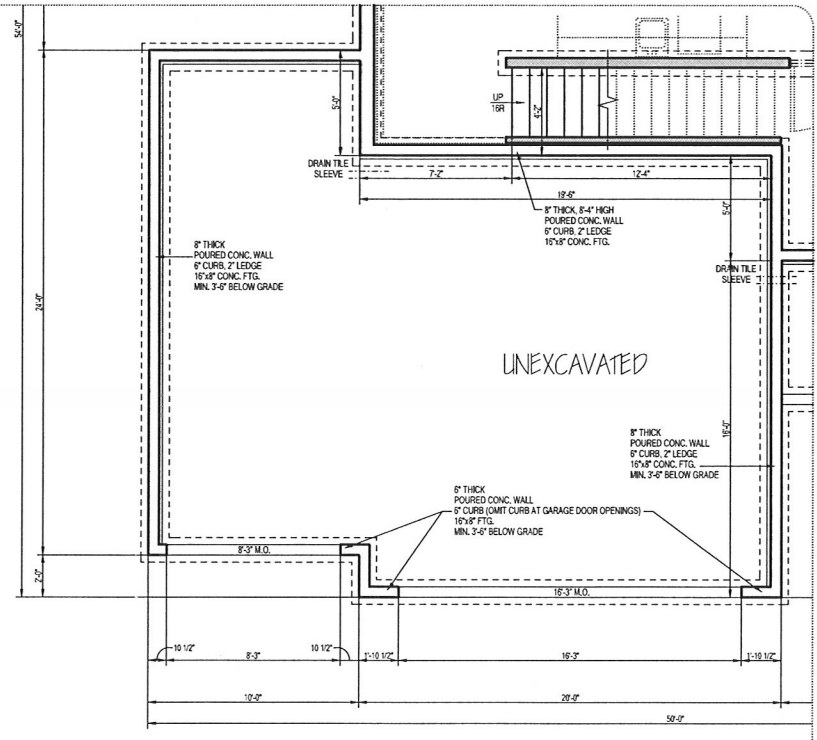 54'-0"
UP
16R
4'-2"
5'-0"
DRAIN TILE
SLEEVE
7'-2"
12'-4"
19'-6"
8" THICK, 8'-4" HIGH
POURED CONC. WALL
6" CURB, 2" LEDGE
16"x8" CONC. FTG.
5'-0"
8" THICK
POURED CONC. WALL
6" CURB, 2" LEDGE
16"x8" CONC. FTG.
MIN. 3'-6" BELOW GRADE
DRAIN TILE
SLEEVE
24'-0"
UNEXCAVATED
16'-0"
8" THICK
POURED CONC. WALL
6" CURB, 2" LEDGE
16"x8" CONC. FTG.
MIN. 3'-6" BELOW GRADE
6" THICK
POURED CONC. WALL
6" CURB (OMIT CURB AT GARAGE DOOR OPENINGS)
16"x8" FTG.
MIN. 3'-6" BELOW GRADE
8'-3" M.O.
2'-0"
16'-3" M.O.
10 1/2"
8'-3"
10 1/2"
1'-10 1/2"
16'-3"
1'-10 1/2"
10'-0"
20'-0"
50'-0"